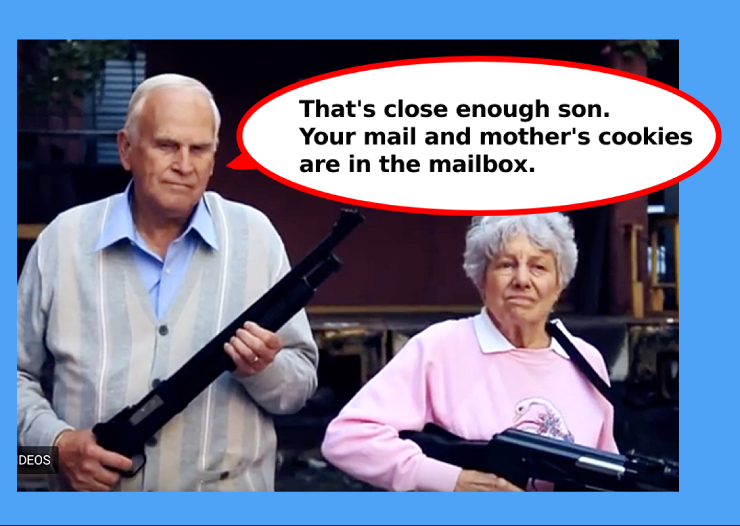 That's close enough son.
Your mail and mother's cookies
are in the mailbox.
DEOS